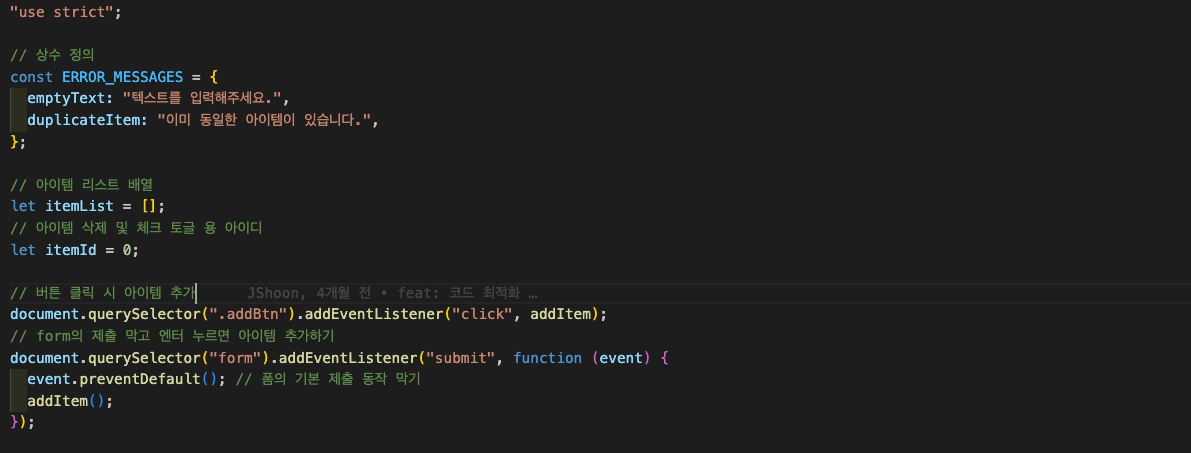 "use strict";
// 상수 정의
const ERROR_MESSAGES = {
  emptyText: "텍스트를 입력해주세요.",
  duplicateItem: "이미 동일한 아이템이 있습니다.",
};
// 아이템 리스트 배열
let itemList = [];
// 아이템 삭제 및 체크 토글 용 아이디
let itemId = 0;
// 버튼 클릭 시 아이템 추가 JShoon, 4개월 전 • feat: 코드 최적화 …
document.querySelector(".addBtn").addEventListener("click", addItem);
// form의 제출 막고 엔터 누르면 아이템 추가하기
document.querySelector("form").addEventListener("submit", function (event) {
  event.preventDefault(); // 폼의 기본 제출 동작 막기
  addItem();
});